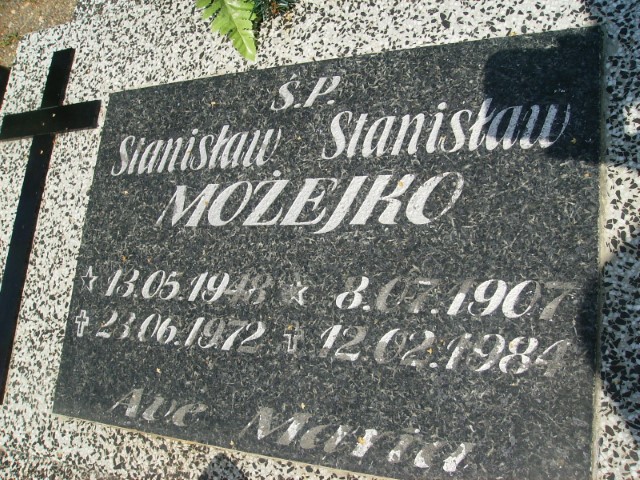 Ś.P.
Stanisław Stanisław
MOŻEJKO
☆ 13.05.1948 ☆ 8.07.1907
✝ 23.06.1972 ✝ 12.02.1984
Ave Maria